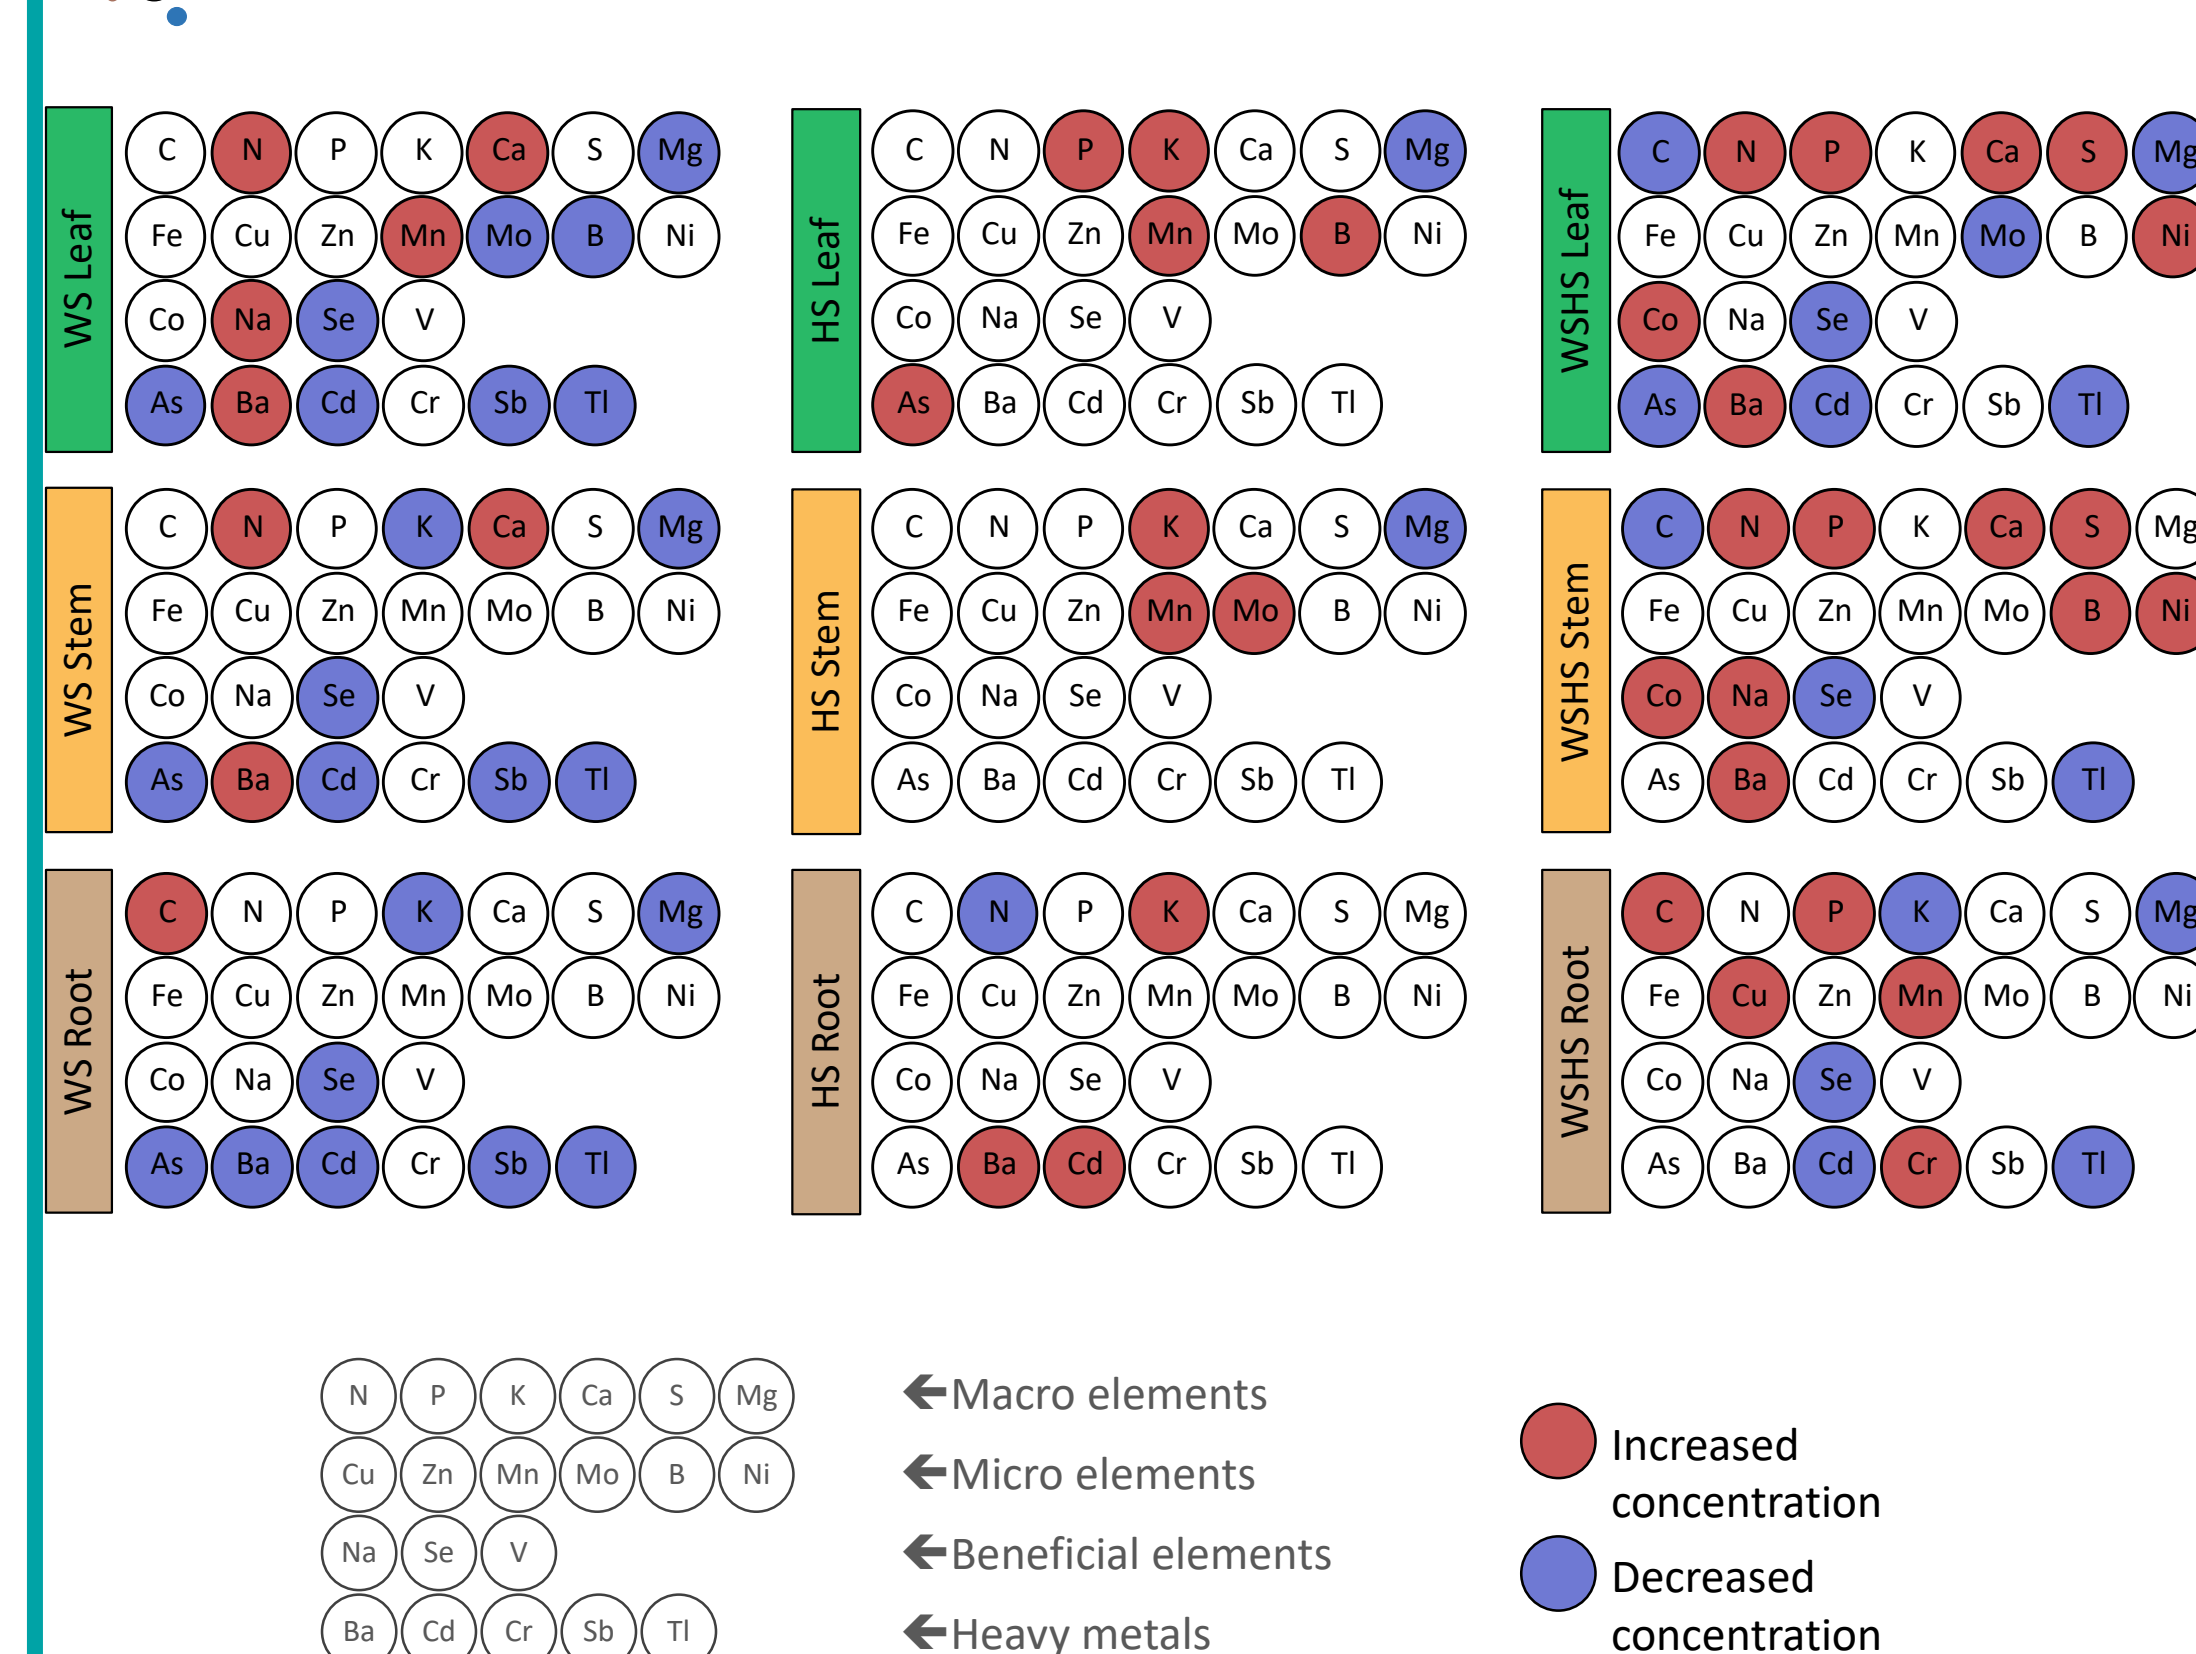 WS Leaf
C N P K Ca S Mg
Fe Cu Zn Mn Mo B Ni
Co Na Se V
As Ba Cd Cr Sb Tl
HS Leaf
C N P K Ca S Mg
Fe Cu Zn Mn Mo B Ni
Co Na Se V
As Ba Cd Cr Sb Tl
WSHS Leaf
C N P K Ca S Mg
Fe Cu Zn Mn Mo B Ni
Co Na Se V
As Ba Cd Cr Sb Tl
WS Stem
C N P K Ca S Mg
Fe Cu Zn Mn Mo B Ni
Co Na Se V
As Ba Cd Cr Sb Tl
HS Stem
C N P K Ca S Mg
Fe Cu Zn Mn Mo B Ni
Co Na Se V
As Ba Cd Cr Sb Tl
WSHS Stem
C N P K Ca S Mg
Fe Cu Zn Mn Mo B Ni
Co Na Se V
As Ba Cd Cr Sb Tl
WS Root
C N P K Ca S Mg
Fe Cu Zn Mn Mo B Ni
Co Na Se V
As Ba Cd Cr Sb Tl
HS Root
C N P K Ca S Mg
Fe Cu Zn Mn Mo B Ni
Co Na Se V
As Ba Cd Cr Sb Tl
WSHS Root
C N P K Ca S Mg
Fe Cu Zn Mn Mo B Ni
Co Na Se V
As Ba Cd Cr Sb Tl
N P K Ca S Mg
Macro elements
Cu Zn Mn Mo B Ni
Micro elements
Na Se V
Beneficial elements
Ba Cd Cr Sb Tl
Heavy metals
Increased
concentration
Decreased
concentration